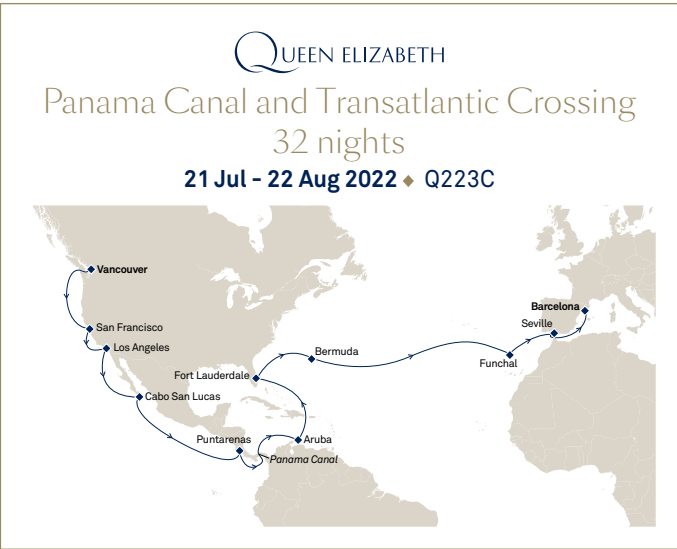 QUEEN ELIZABETH
Panama Canal and Transatlantic Crossing
32 nights
21 Jul - 22 Aug 2022 ◆ Q223C
Vancouver
San Francisco
Los Angeles
Cabo San Lucas
Puntarenas
Panama Canal
Aruba
Fort Lauderdale
Bermuda
Funchal
Seville
Barcelona